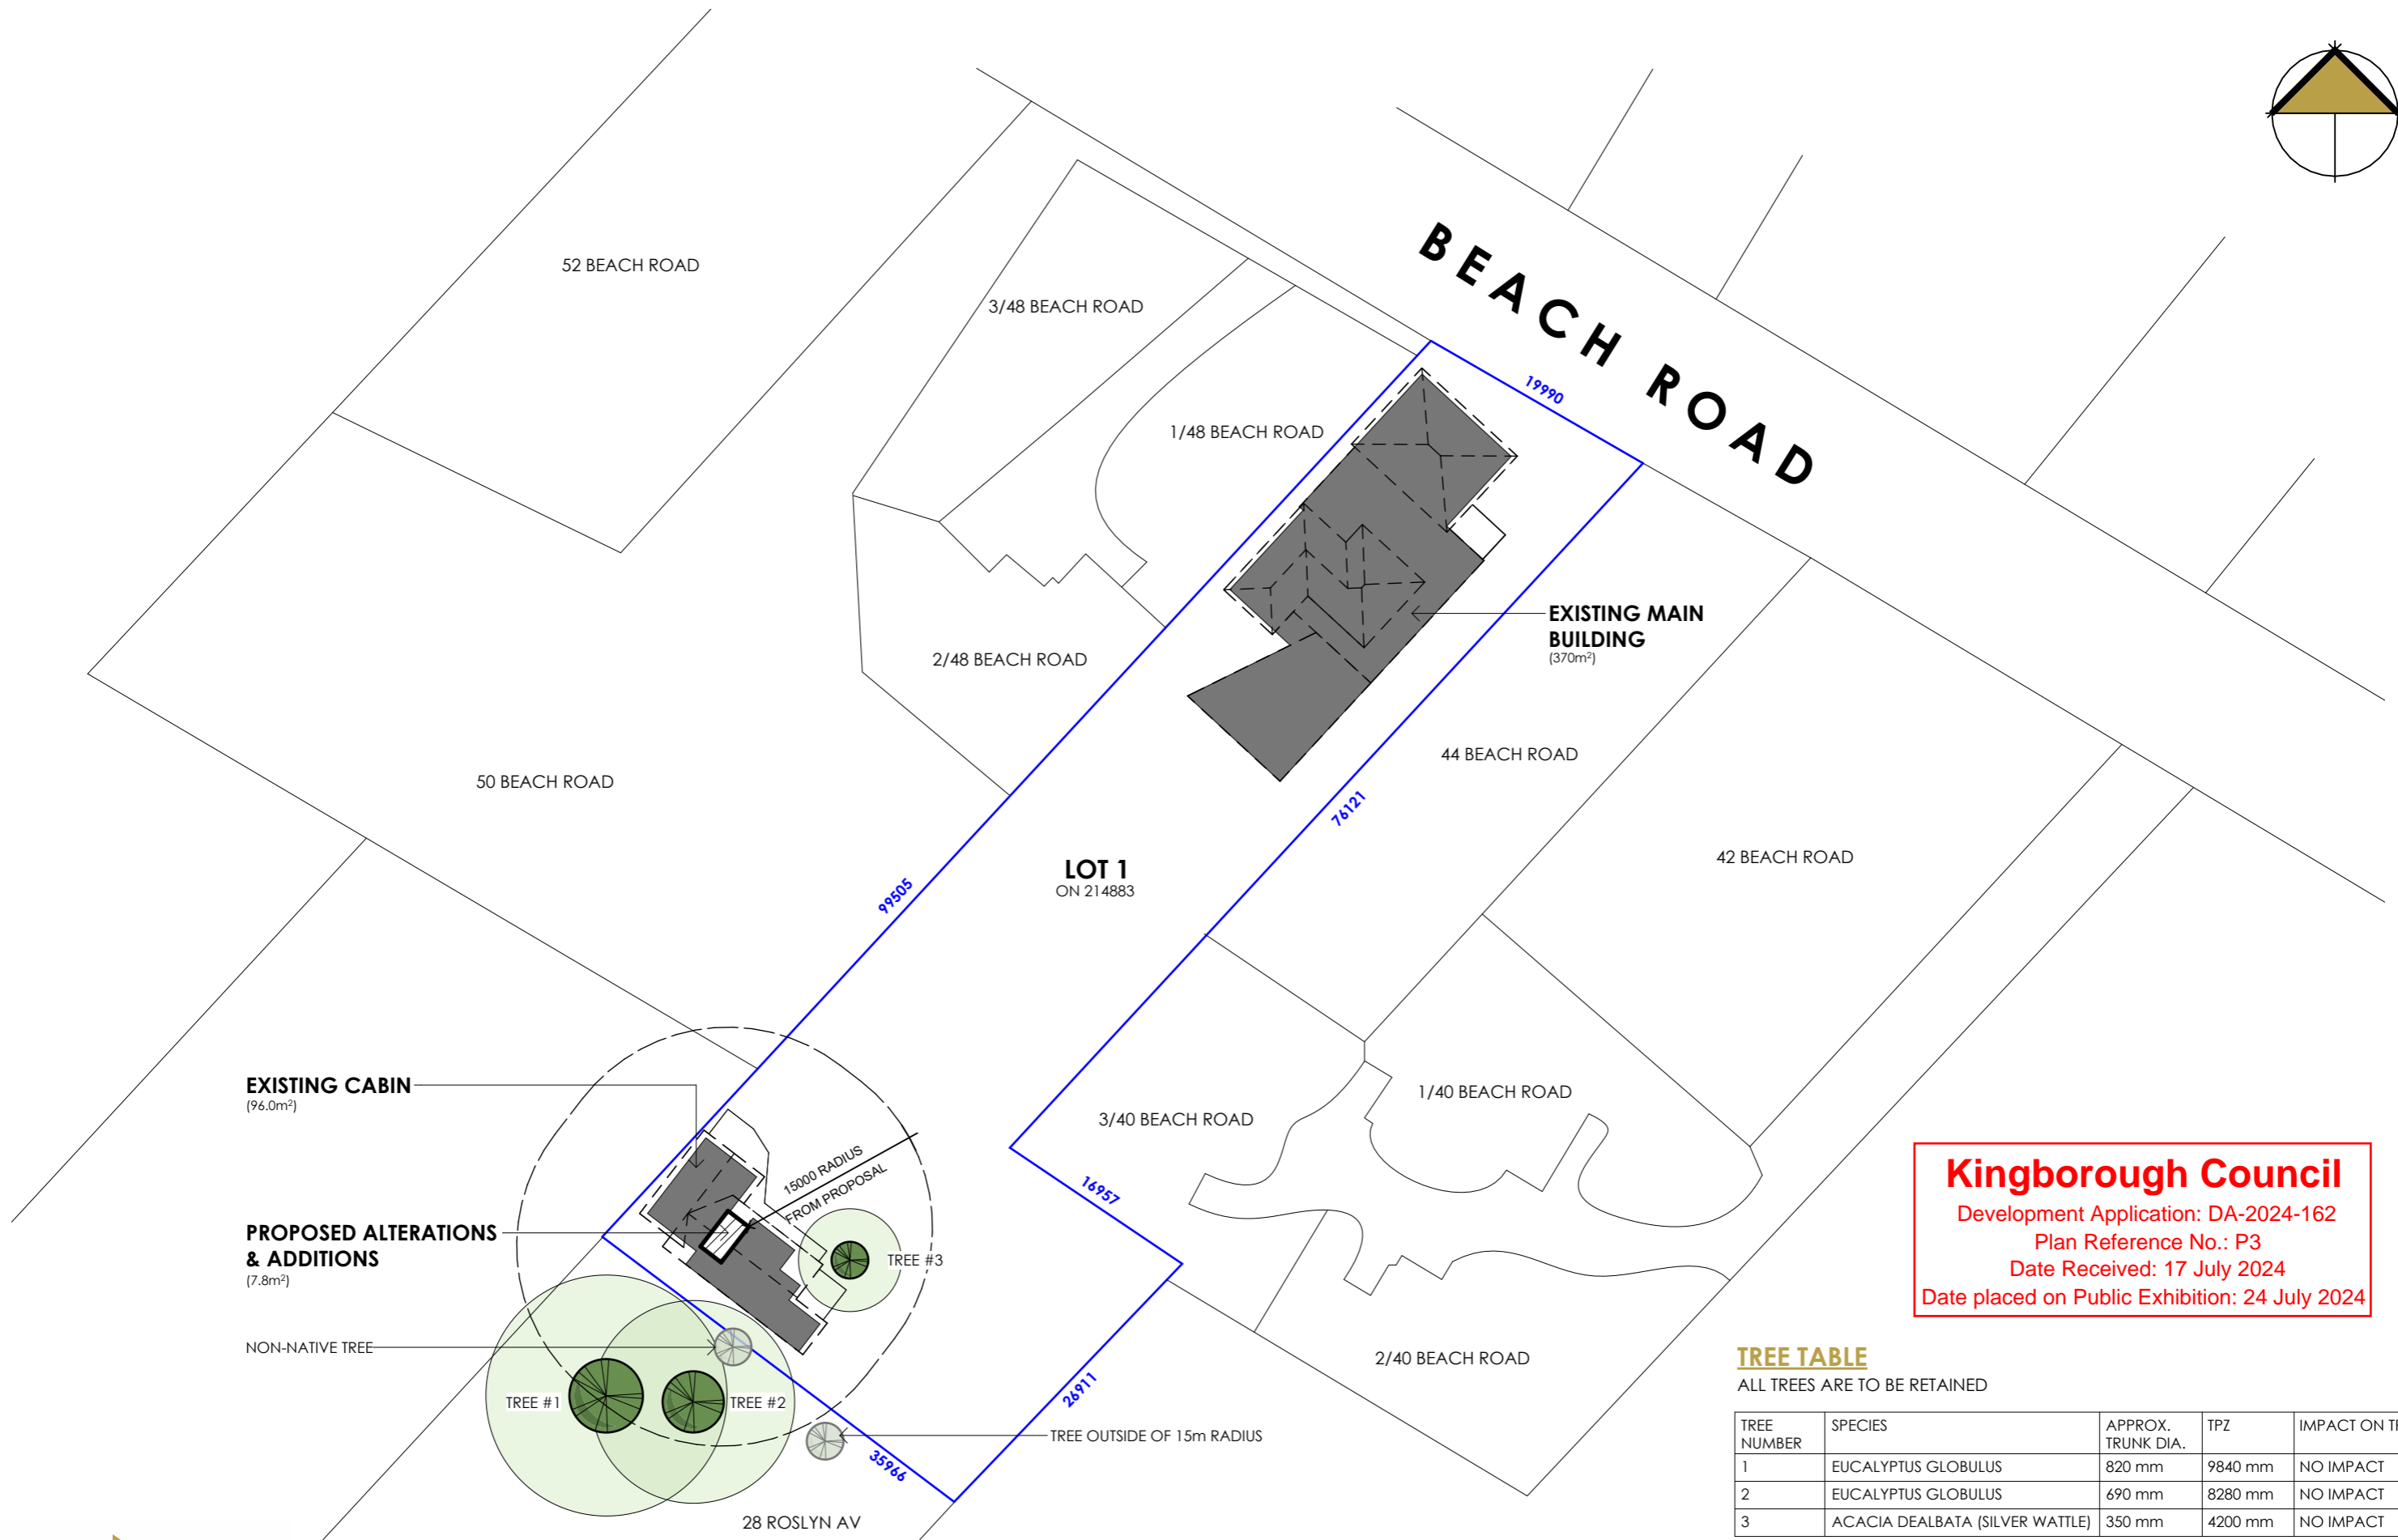 BEACH ROAD
52 BEACH ROAD
3/48 BEACH ROAD
1/48 BEACH ROAD
19990
EXISTING MAIN
BUILDING
(370m²)
2/48 BEACH ROAD
44 BEACH ROAD
50 BEACH ROAD
76121
42 BEACH ROAD
LOT 1
ON 214883
99505
EXISTING CABIN
(96.0m²)
1/40 BEACH ROAD
3/40 BEACH ROAD
15000 RADIUS
FROM PROPOSAL
16957
PROPOSED ALTERATIONS
& ADDITIONS
(7.8m²)
TREE #3
NON-NATIVE TREE
TREE #1
TREE #2
2/40 BEACH ROAD
26911
TREE OUTSIDE OF 15m RADIUS
35966
28 ROSLYN AV
Kingborough Council
Development Application: DA-2024-162
Plan Reference No.: P3
Date Received: 17 July 2024
Date placed on Public Exhibition: 24 July 2024
TREE TABLE
ALL TREES ARE TO BE RETAINED
TREE NUMBER SPECIES APPROX. TRUNK DIA. TPZ IMPACT ON
1 EUCALYPTUS GLOBULUS 820 mm 9840 mm NO IMPACT
2 EUCALYPTUS GLOBULUS 690 mm 8280 mm NO IMPACT
3 ACACIA DEALBATA (SILVER WATTLE) 350 mm 4200 mm NO IMPACT